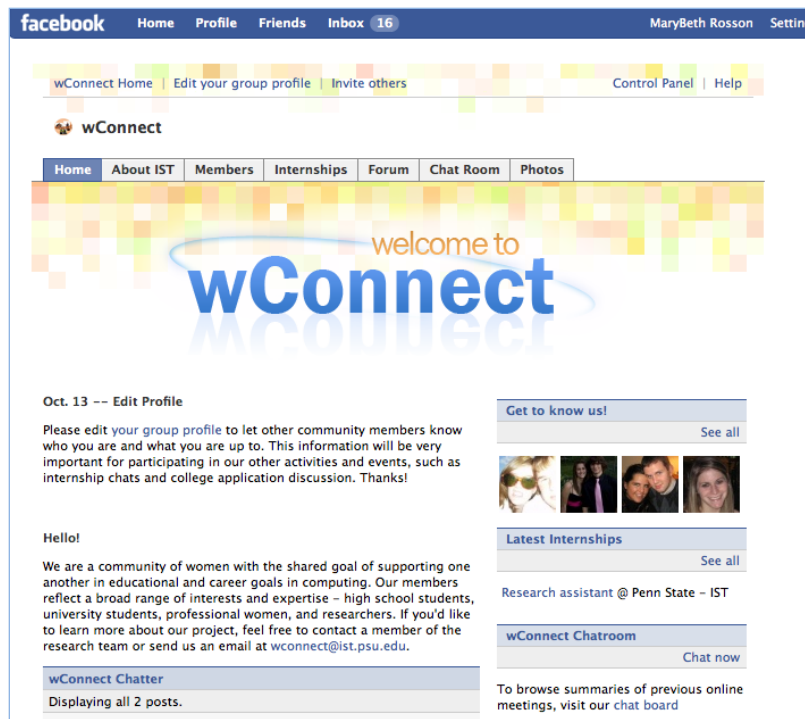 facebook Home Profile Friends Inbox 16 MaryBeth Rosson Settin
wConnect Home | Edit your group profile | Invite others Control Panel | Help
wConnect
Home About IST Members Internships Forum Chat Room Photos
welcome to
wConnect
Oct. 13 -- Edit Profile
Please edit your group profile to let other community members know
who you are and what you are up to. This information will be very
important for participating in our other activities and events, such as
internship chats and college application discussion. Thanks!
Hello!
We are a community of women with the shared goal of supporting one
another in educational and career goals in computing. Our members
reflect a broad range of interests and expertise – high school students,
university students, professional women, and researchers. If you'd like
to learn more about our project, feel free to contact a member of the
research team or send us an email at wconnect@ist.psu.edu.
wConnect Chatter
Displaying all 2 posts.
Get to know us!
See all
Latest Internships
See all
Research assistant @ Penn State – IST
wConnect Chatroom
Chat now
To browse summaries of previous online
meetings, visit our chat board